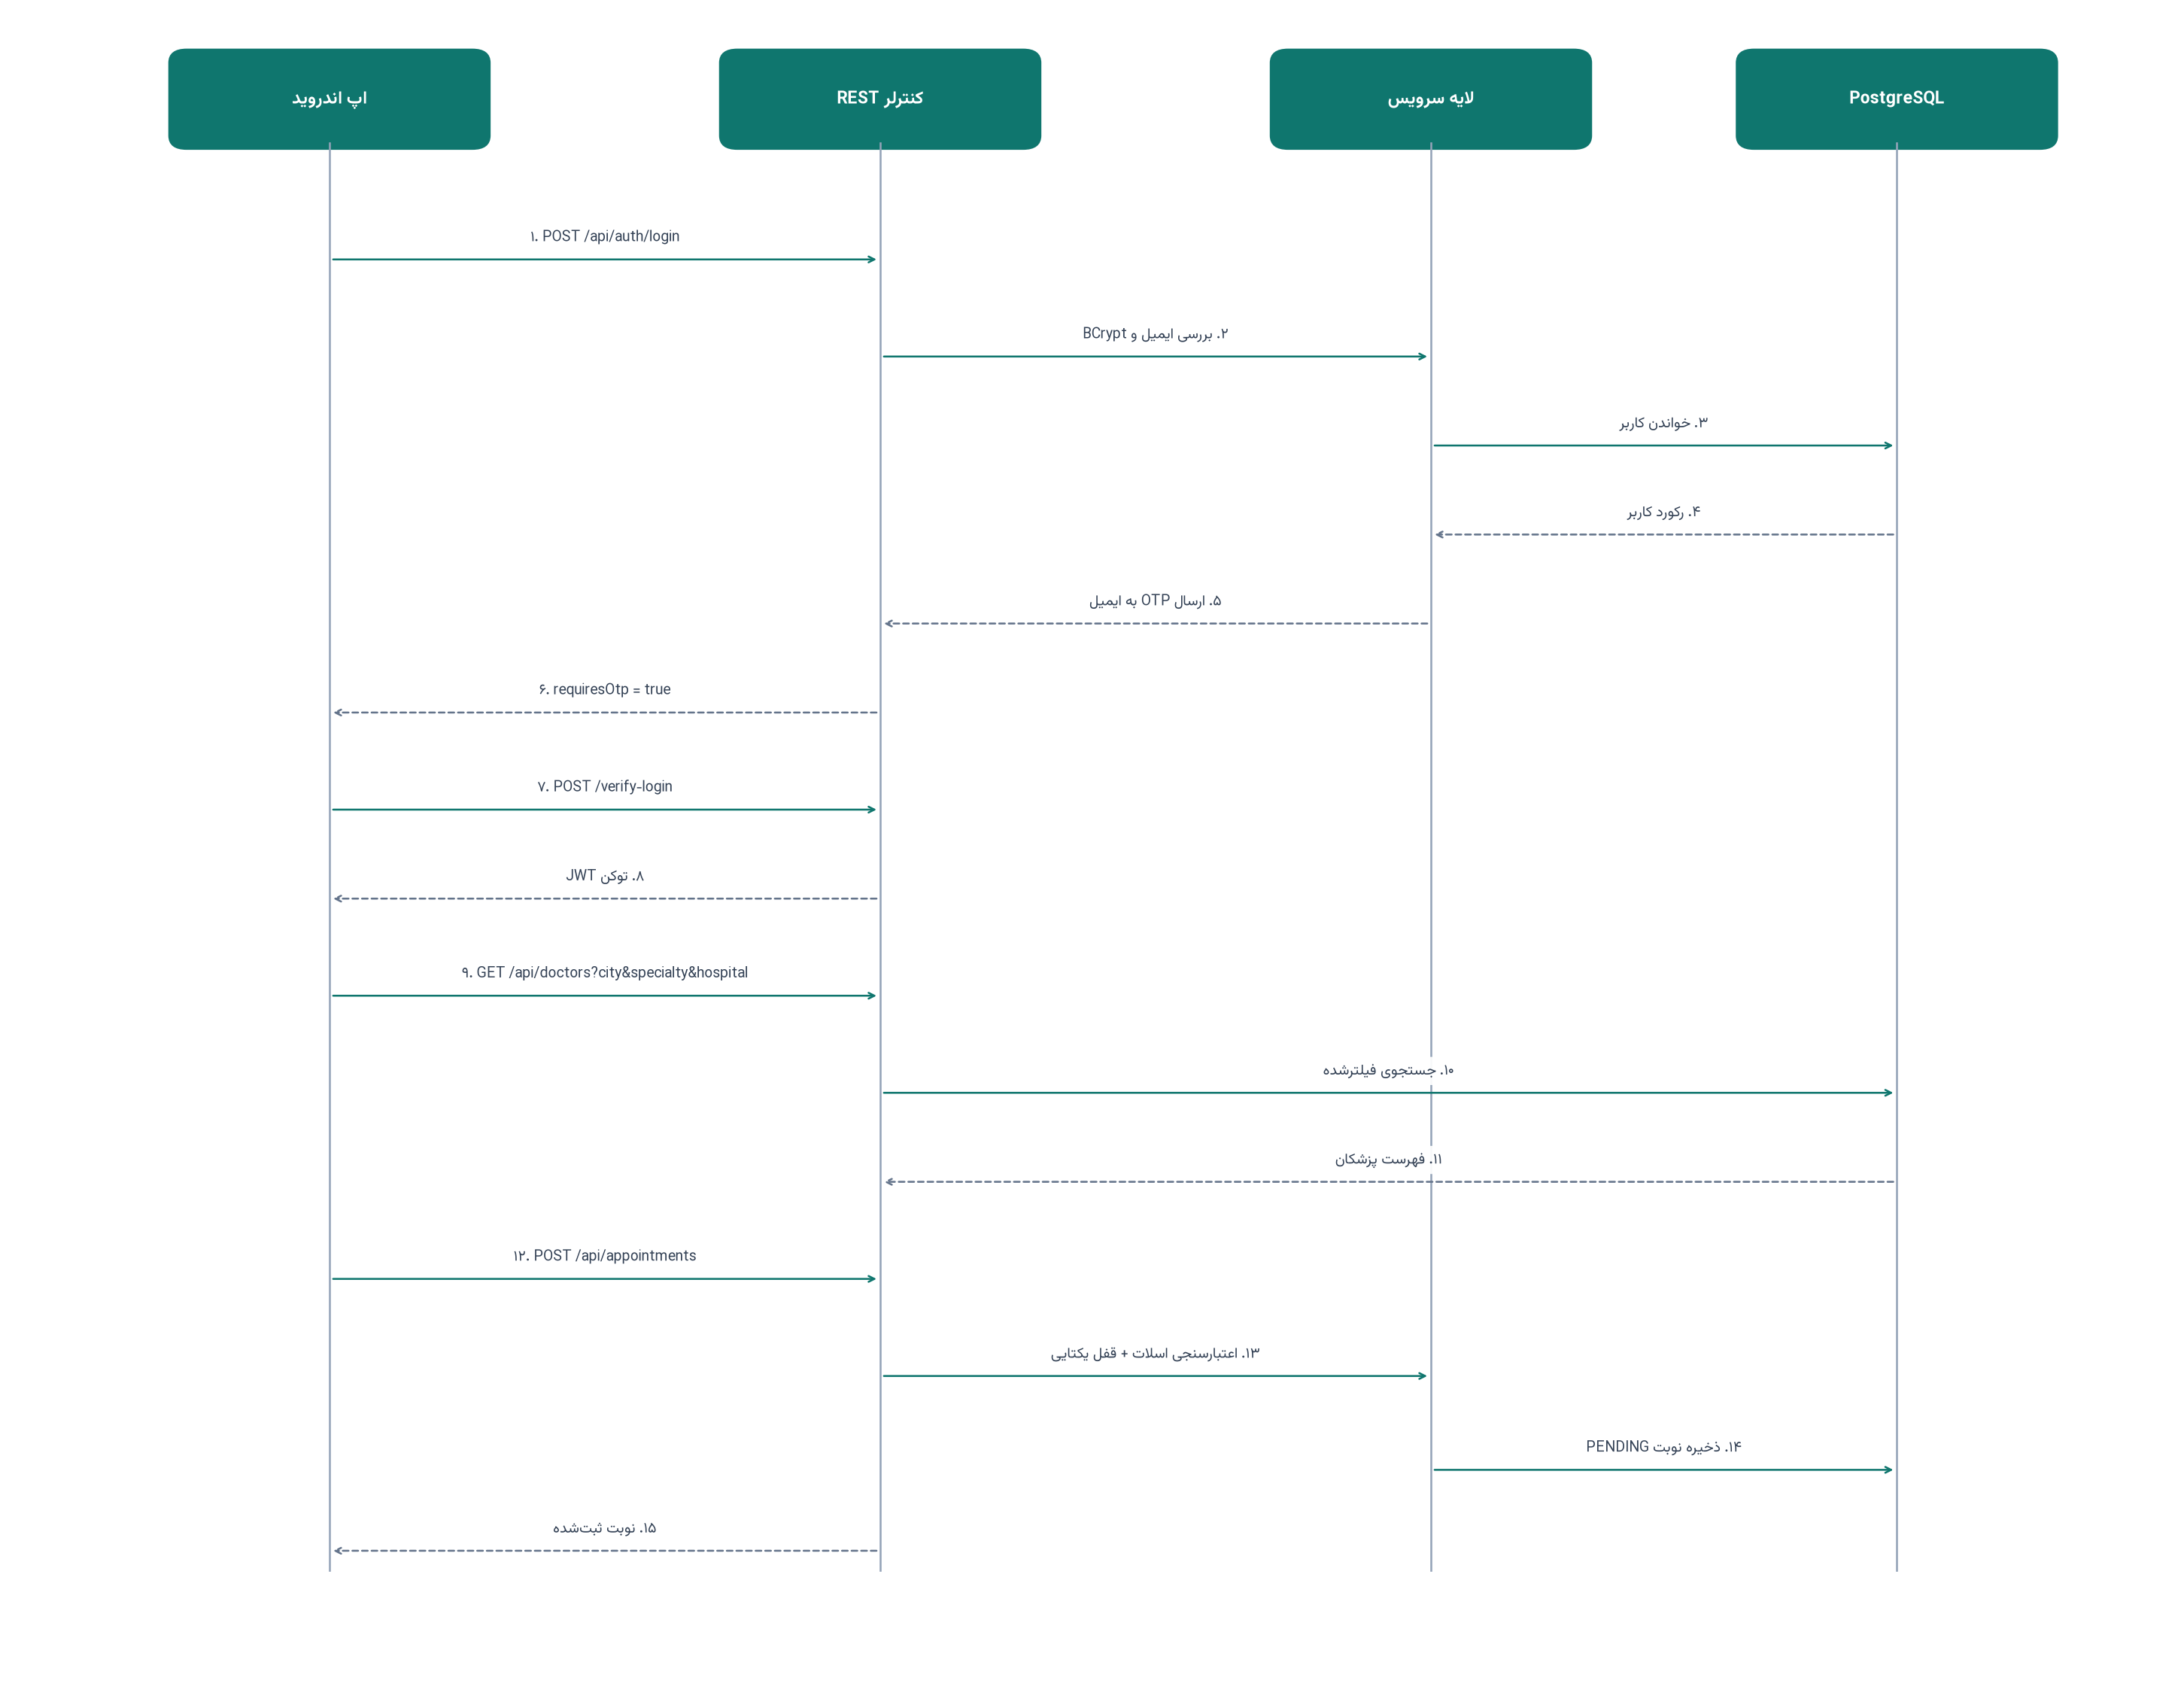 اپ اندروید
کنترلر REST
لایه سرویس
PostgreSQL
۱. POST /api/auth/login
۲. بررسی ایمیل و BCrypt
۳. خواندن کاربر
۴. رکورد کاربر
۵. ارسال OTP به ایمیل
۶. requiresOtp = true
۷. POST /verify-login
۸. توکن JWT
۹. GET /api/doctors?city&specialty&hospital
۱۰. جستجوی فیلترشده
۱۱. فهرست پزشکان
۱۲. POST /api/appointments
۱۳. اعتبارسنجی اسلات + قفل یکتایی
۱۴. ذخیره نوبت PENDING
۱۵. نوبت ثبت‌شده